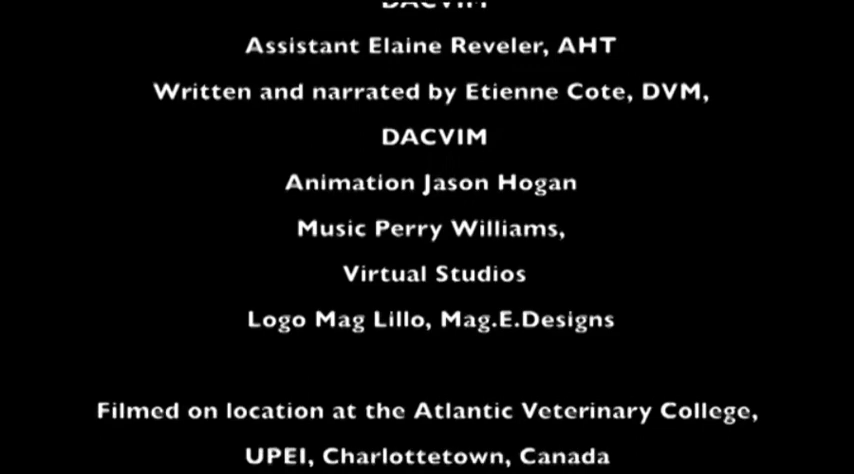 DACVIM
Assistant Elaine Reveler, AHT
Written and narrated by Etienne Cote, DVM,
DACVIM
Animation Jason Hogan
Music Perry Williams,
Virtual Studios
Logo Mag Lillo, Mag.E.Designs
Filmed on location at the Atlantic Veterinary College,
UPEI, Charlottetown, Canada